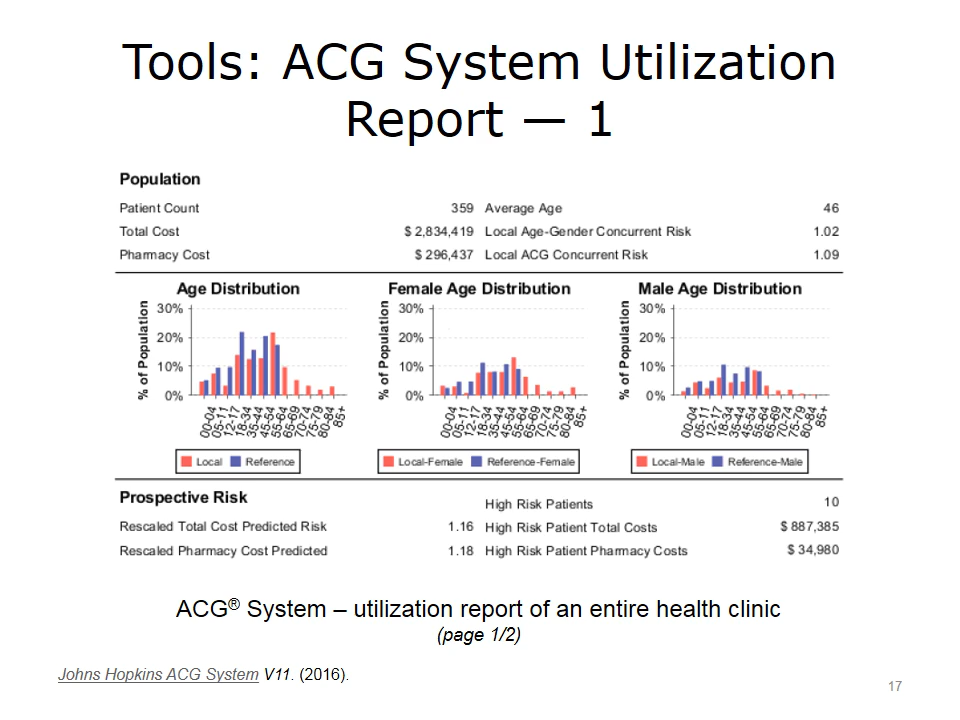 Tools: ACG System Utilization
Report — 1
Population
Patient Count 359 Average Age 46
Total Cost $ 2,834,419 Local Age-Gender Concurrent Risk 1.02
Pharmacy Cost $ 296,437 Local ACG Concurrent Risk 1.09
Age Distribution
% of Population
30%
20%
10%
0%
00-04
05-11
12-17
18-34
35-44
45-54
55-64
65-69
70-74
75-79
80-84
85+
Local Reference
Female Age Distribution
% of Population
30%
20%
10%
0%
00-04
05-11
12-17
18-34
35-44
45-54
55-64
65-69
70-74
75-79
80-84
85+
Local-Female Reference-Female
Male Age Distribution
% of Population
30%
20%
10%
0%
00-04
05-11
12-17
18-34
35-44
45-54
55-64
65-69
70-74
75-79
80-84
85+
Local-Male Reference-Male
Prospective Risk High Risk Patients 10
Rescaled Total Cost Predicted Risk 1.16 High Risk Patient Total Costs $ 887,385
Rescaled Pharmacy Cost Predicted 1.18 High Risk Patient Pharmacy Costs $ 34,980
ACG® System – utilization report of an entire health clinic
(page 1/2)
Johns Hopkins ACG System V11. (2016).
17